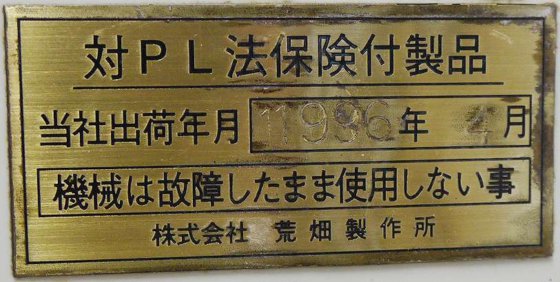 対PL法保険付製品
当社出荷年月 1996年 4月
機械は故障したまま使用しない事
株式会社 荒畑製作所